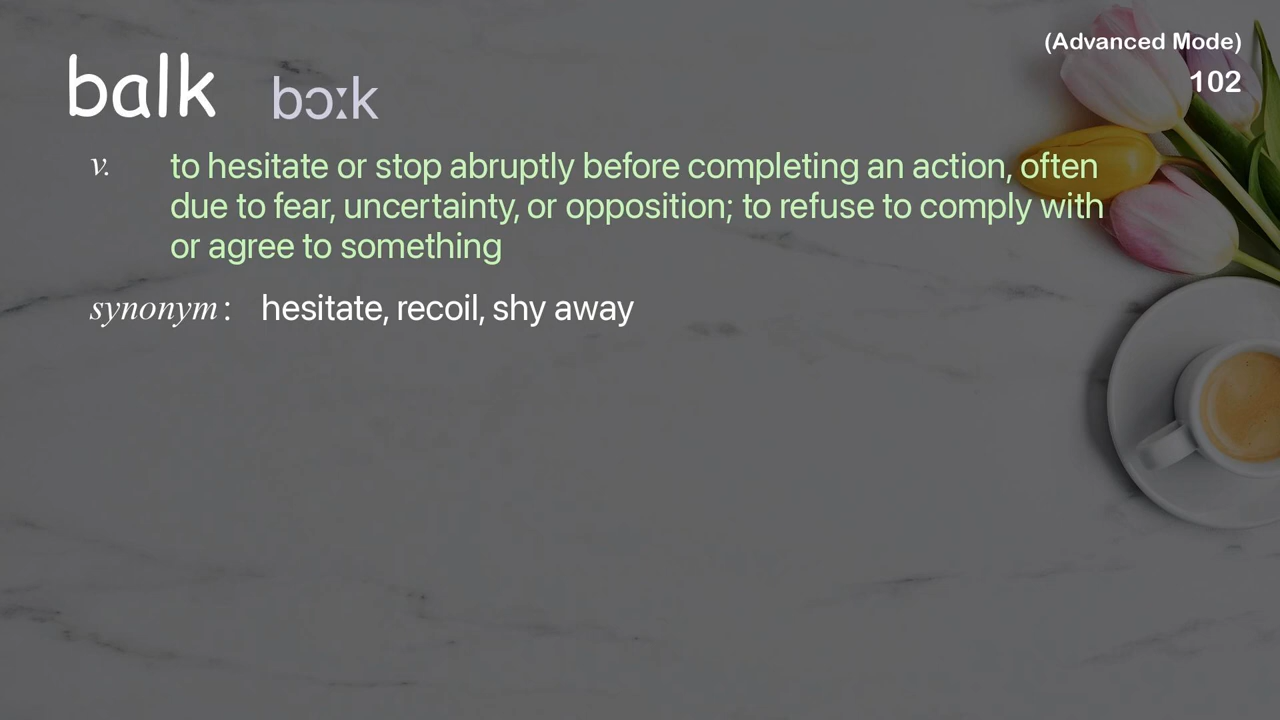 (Advanced Mode)
102
balk bɔːk
v. to hesitate or stop abruptly before completing an action, often
due to fear, uncertainty, or opposition; to refuse to comply with
or agree to something
synonym : hesitate, recoil, shy away